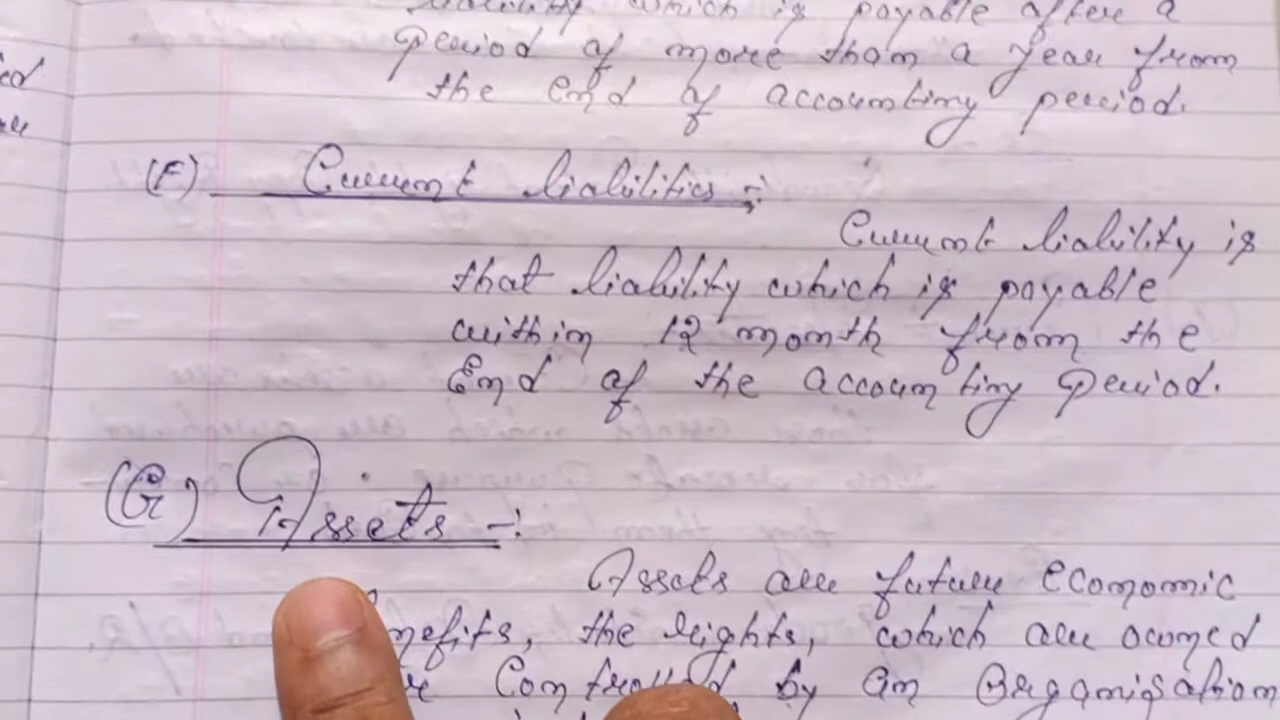 liability which is payable after a
Period of more than a year from
the end of accounting period.
(F) Current liabilities :-
Current liability is
that liability which is payable
within 12 month from the
End of the accounting Period.
(G) Assets -:
Assets are future economic
nefits, the rights, which are owned
Controlled by an Organisation